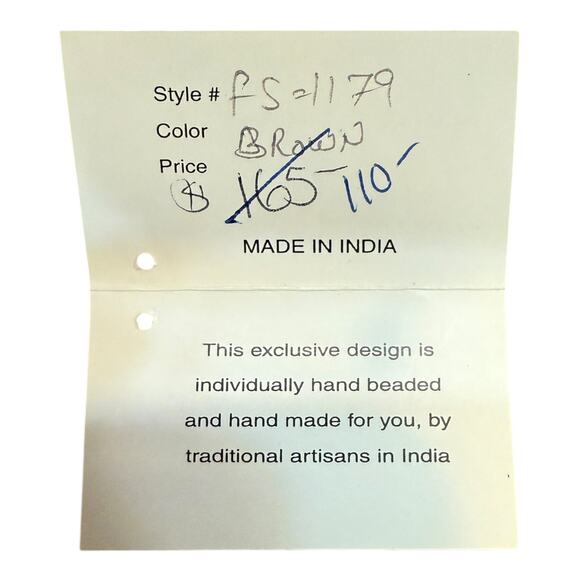 Style # FS-1179
Color BROWN
Price
$ 165- 110-
MADE IN INDIA
This exclusive design is
individually hand beaded
and hand made for you, by
traditional artisans in India